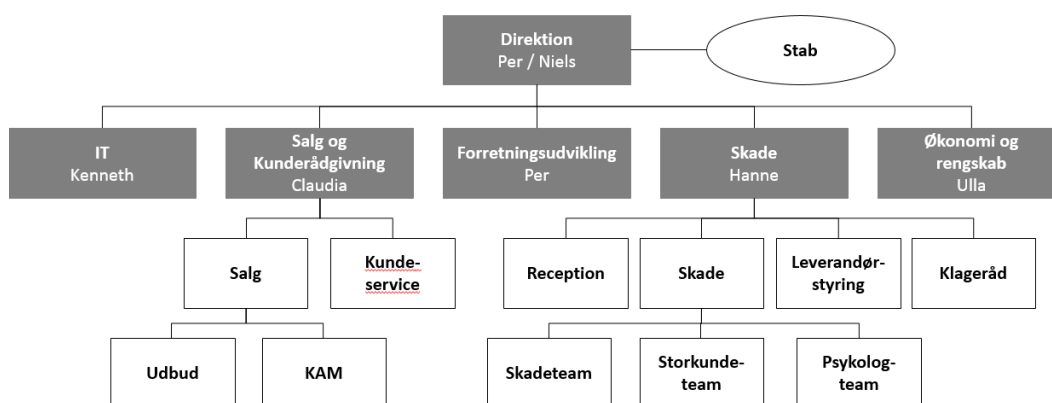 Direktion
Per / Niels
Stab
IT
Kenneth
Salg og
Kunderådgivning
Claudia
Forretningsudvikling
Per
Skade
Hanne
Økonomi og
rengskab
Ulla
Salg
Kunde-
service
Reception
Skade
Leverandør-
styring
Klageråd
Udbud
KAM
Skadeteam
Storkunde-
team
Psykolog-
team